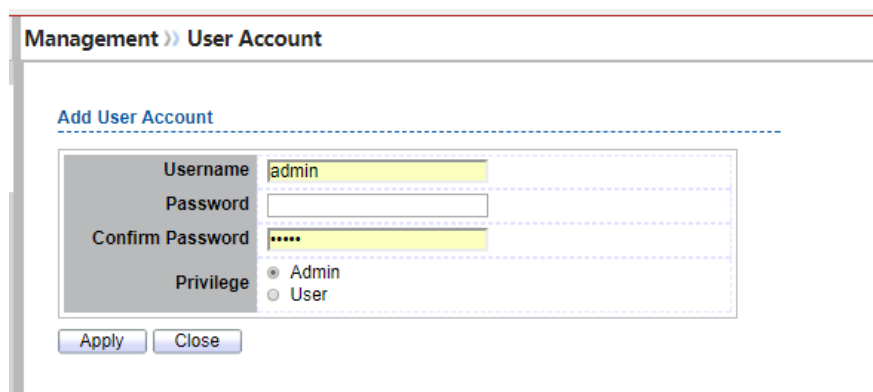 Management » User Account
Add User Account
Username admin
Password
Confirm Password •••••
Privilege Admin
User
Apply Close